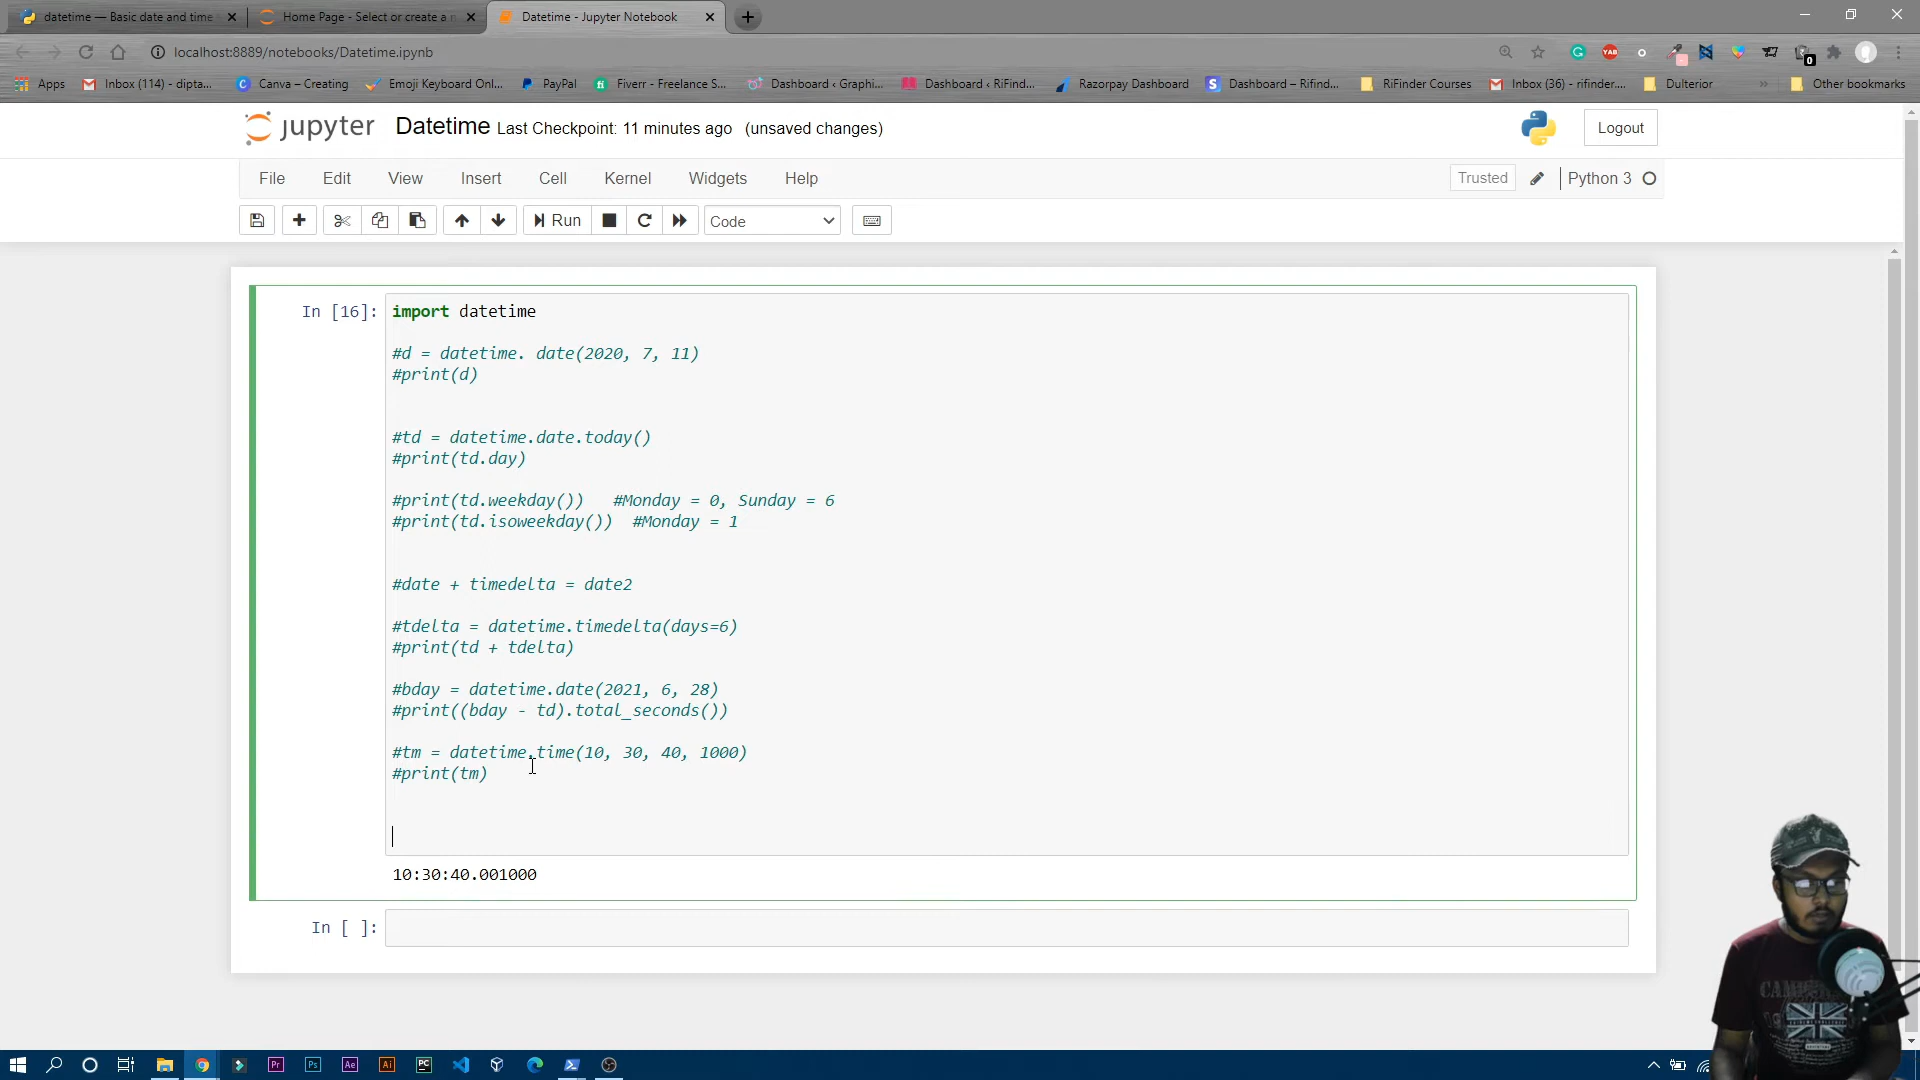 datetime — Basic date and time
Home Page - Select or create a n
Datetime - Jupyter Notebook
localhost:8889/notebooks/Datetime.ipynb
Apps
Inbox (114) - dipta...
Canva – Creating
Emoji Keyboard Onl...
PayPal
Fiverr - Freelance S...
Dashboard ‹ Graphi...
Dashboard ‹ RiFind...
Razorpay Dashboard
Dashboard – Rifind...
RiFinder Courses
Inbox (36) - rifinder....
Dulterior
Other bookmarks
jupyter Datetime Last Checkpoint: 11 minutes ago (unsaved changes)
Logout
File Edit View Insert Cell Kernel Widgets Help
Trusted
Python 3
Run
Code
In [16]:
import datetime
#d = datetime. date(2020, 7, 11)
#print(d)
#td = datetime.date.today()
#print(td.day)
#print(td.weekday())   #Monday = 0, Sunday = 6
#print(td.isoweekday())  #Monday = 1
#date + timedelta = date2
#tdelta = datetime.timedelta(days=6)
#print(td + tdelta)
#bday = datetime.date(2021, 6, 28)
#print((bday - td).total_seconds())
#tm = datetime.time(10, 30, 40, 1000)
#print(tm)
10:30:40.001000
In [ ]: